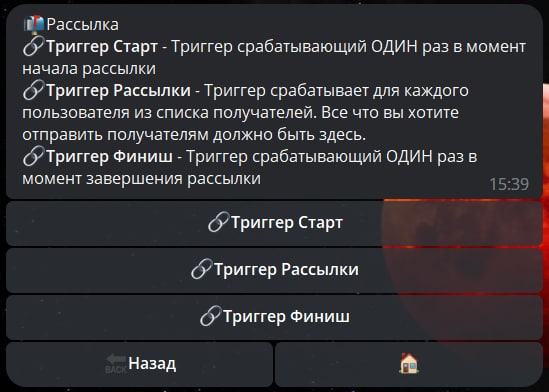 📬Рассылка
🔗Триггер Старт - Триггер срабатывающий ОДИН раз в момент
начала рассылки
🔗Триггер Рассылки - Триггер срабатывает для каждого
пользователя из списка получателей. Все что вы хотите
отправить получателям должно быть здесь.
🔗Триггер Финиш - Триггер срабатывающий ОДИН раз в
момент завершения рассылки
15:39
🔗Триггер Старт
🔗Триггер Рассылки
🔗Триггер Финиш
🔙Назад
🏠